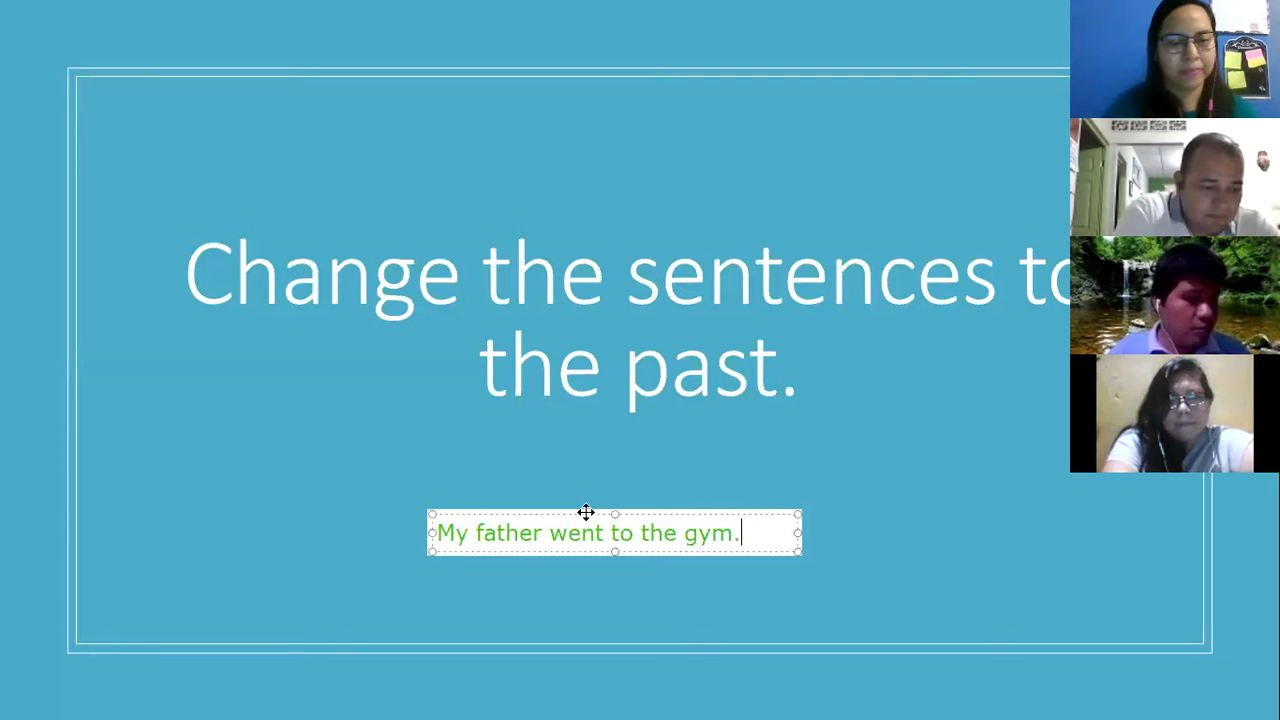 Change the sentences to
the past.
My father went to the gym.